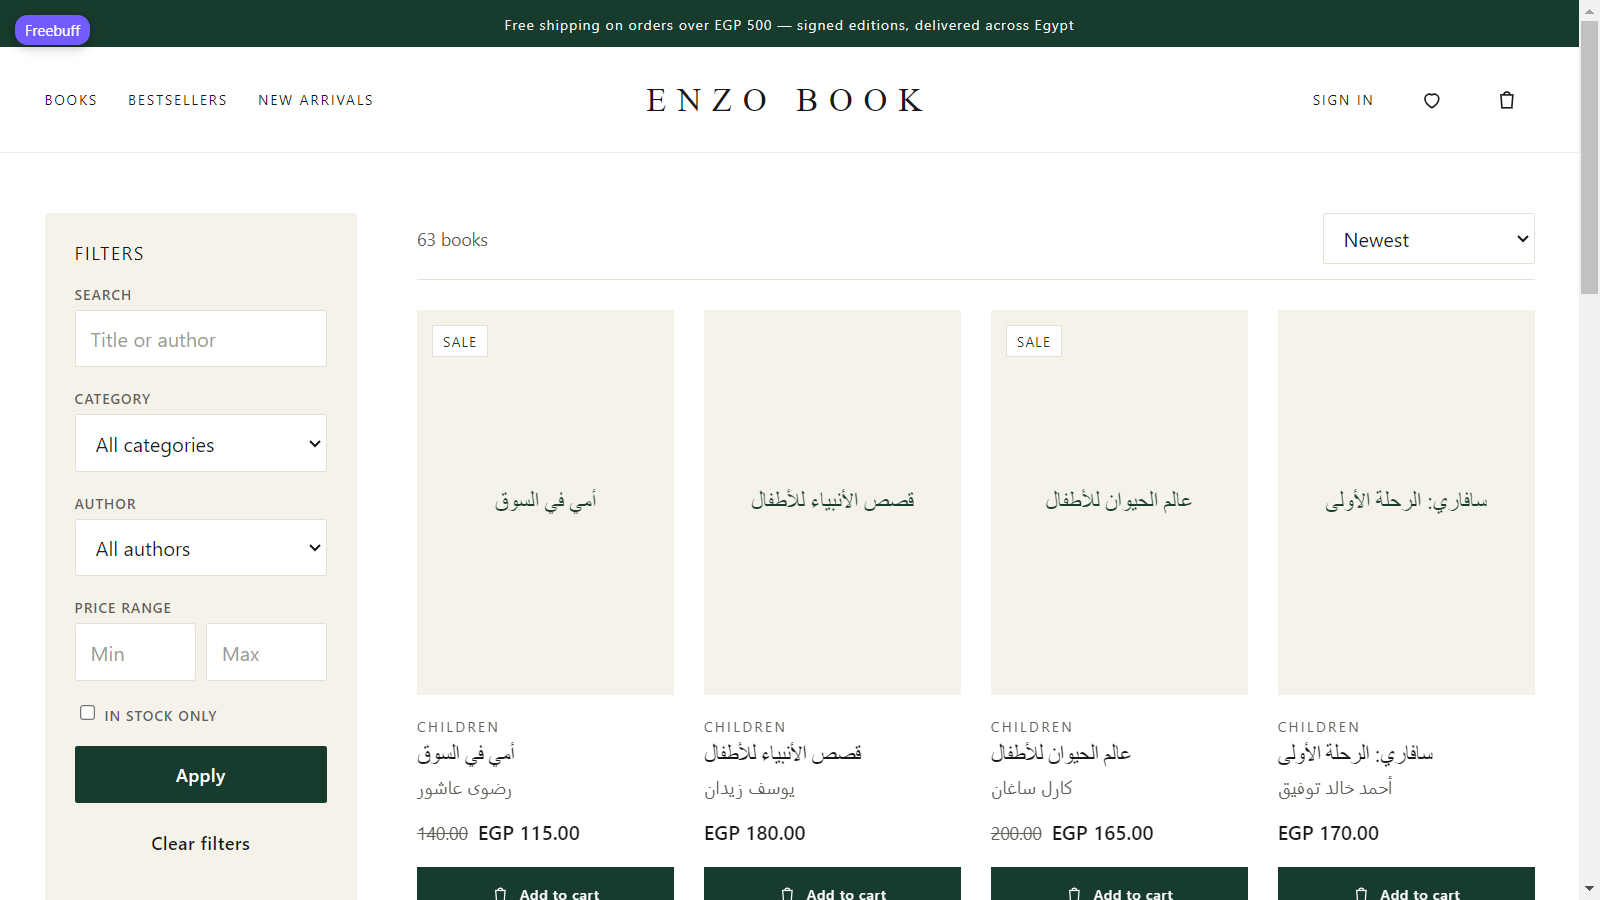 Free shipping on orders over EGP 500 — signed editions, delivered across Egypt
Freebuff
BOOKS BESTSELLERS NEW ARRIVALS
ENZO BOOK
SIGN IN
FILTERS
SEARCH
Title or author
CATEGORY
All categories
AUTHOR
All authors
PRICE RANGE
Min Max
IN STOCK ONLY
Apply
Clear filters
63 books
Newest
SALE
أمي في السوق
CHILDREN
أمي في السوق
رضوى عاشور
140.00 EGP 115.00
Add to cart
قصص الأنبياء للأطفال
CHILDREN
قصص الأنبياء للأطفال
يوسف زيدان
EGP 180.00
Add to cart
SALE
عالم الحيوان للأطفال
CHILDREN
عالم الحيوان للأطفال
كارل ساغان
200.00 EGP 165.00
Add to cart
سافاري: الرحلة الأولى
CHILDREN
سافاري: الرحلة الأولى
أحمد خالد توفيق
EGP 170.00
Add to cart